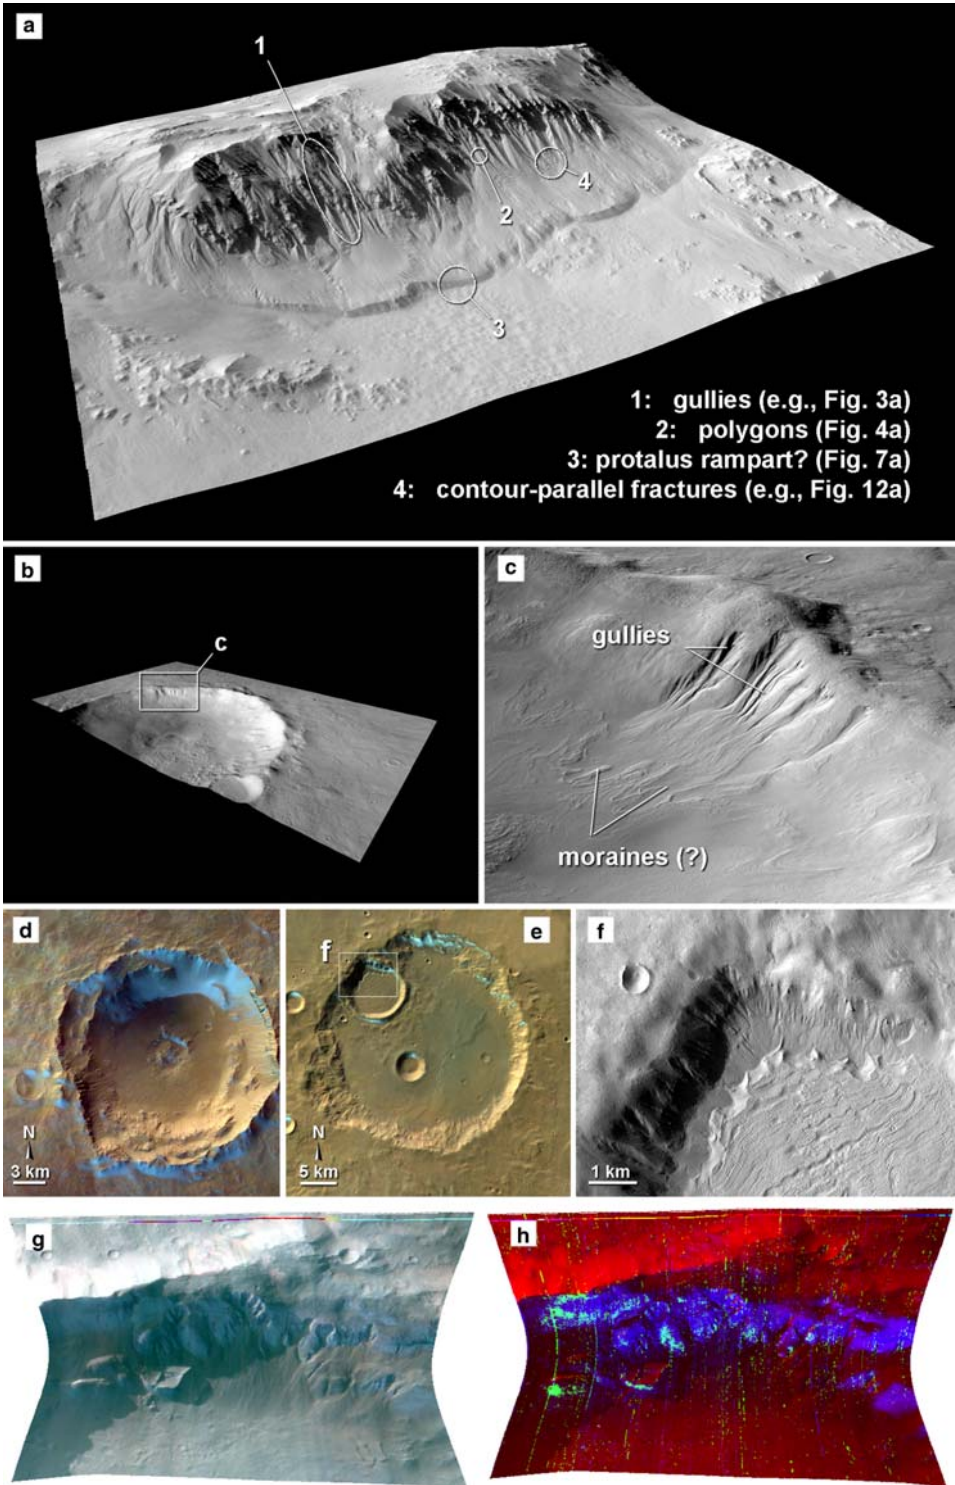 a
1
2
4
3
1: gullies (e.g., Fig. 3a)
2: polygons (Fig. 4a)
3: protalus rampart? (Fig. 7a)
4: contour-parallel fractures (e.g., Fig. 12a)
b
c
c
gullies
moraines (?)
d
N
3 km
e
f
N
5 km
f
1 km
g
h